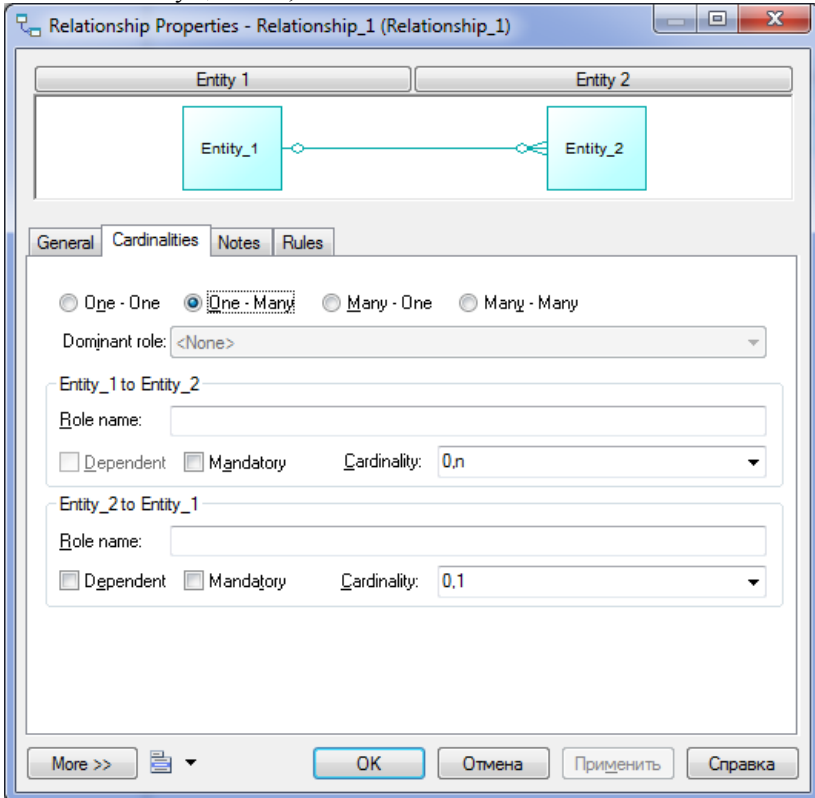 Relationship Properties - Relationship_1 (Relationship_1)
Entity 1 Entity 2
Entity_1 Entity_2
General Cardinalities Notes Rules
One - One One - Many Many - One Many - Many
Dominant role: <None>
Entity_1 to Entity_2
Role name:
Dependent Mandatory Cardinality: 0,n
Entity_2 to Entity_1
Role name:
Dependent Mandatory Cardinality: 0,1
More >> OK Отмена Применить Справка